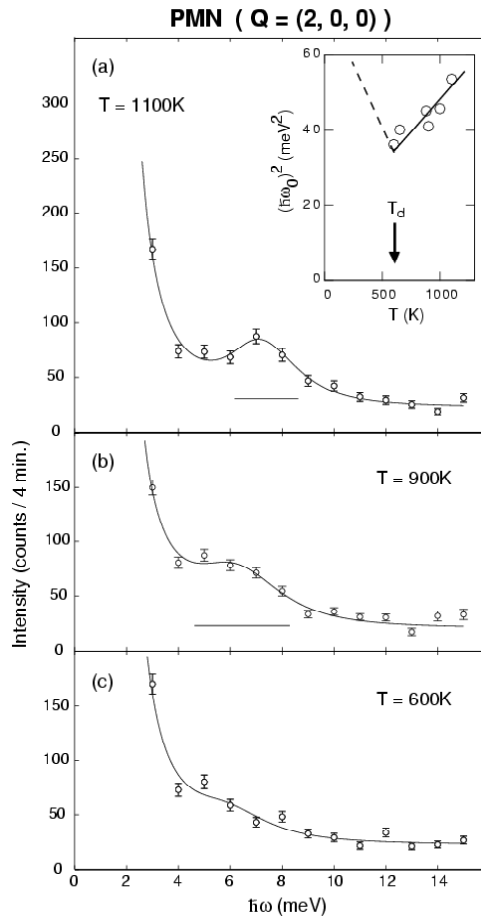 PMN ( Q = (2, 0, 0) )
(a)
T = 1100K
300
250
200
150
100
50
0
60
40
20
0
(ħω₀)² (meV²)
T_d
0
500
1000
T (K)
(b)
T = 900K
150
100
50
0
(c)
T = 600K
150
100
50
0
Intensity (counts / 4 min.)
0
2
4
6
8
10
12
14
ħω (meV)